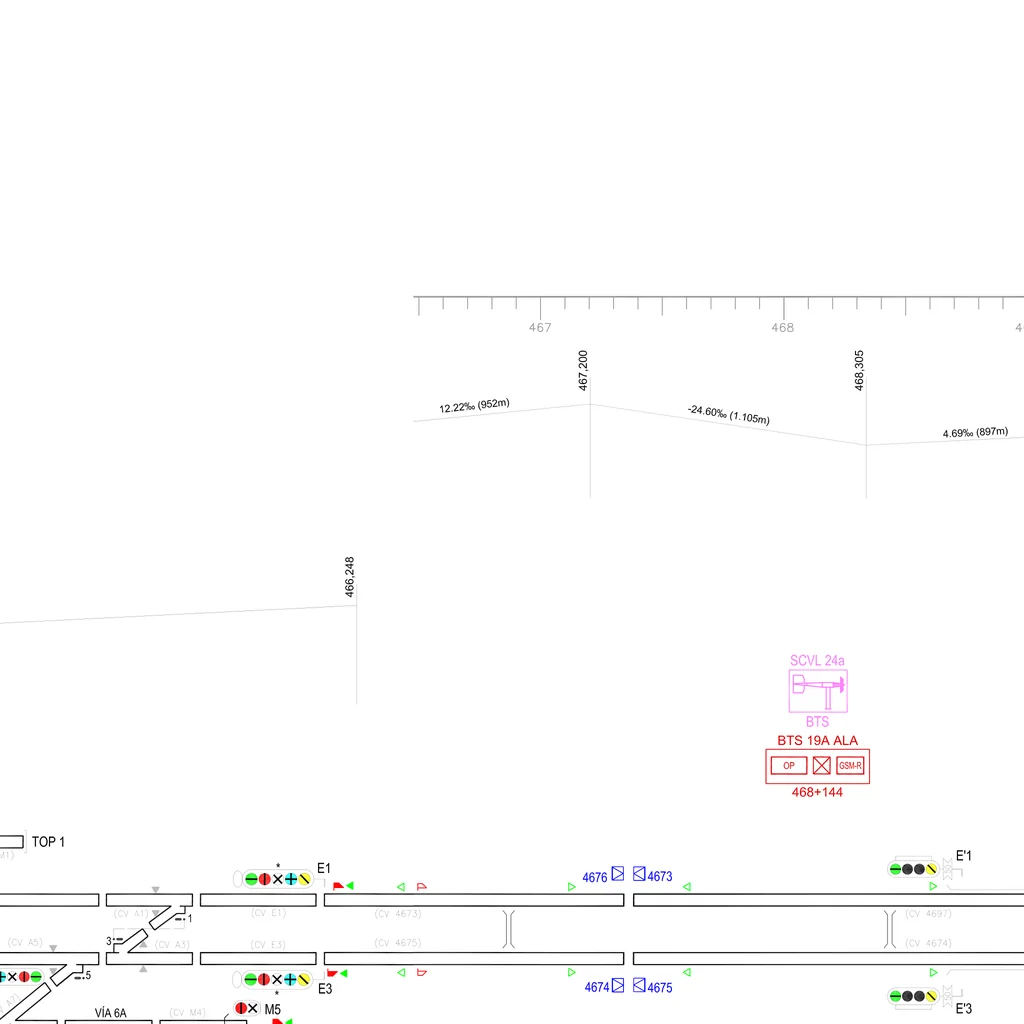 467
468
467,200
468,305
12.22‰ (952m)
-24.60‰ (1.105m)
4.69‰ (897m)
466,248
SCVL 24a
BTS
BTS 19A ALA
OP
GSM-R
468+144
TOP 1
E1
4676
4673
E'1
(CV A1)
(CV E1)
(CV 4673)
(CV 4697)
1
(CV A5)
3
(CV A3)
(CV E3)
(CV 4675)
(CV 4674)
5
E3
4674
4675
E'3
M5
VÍA 6A
(CV M4)